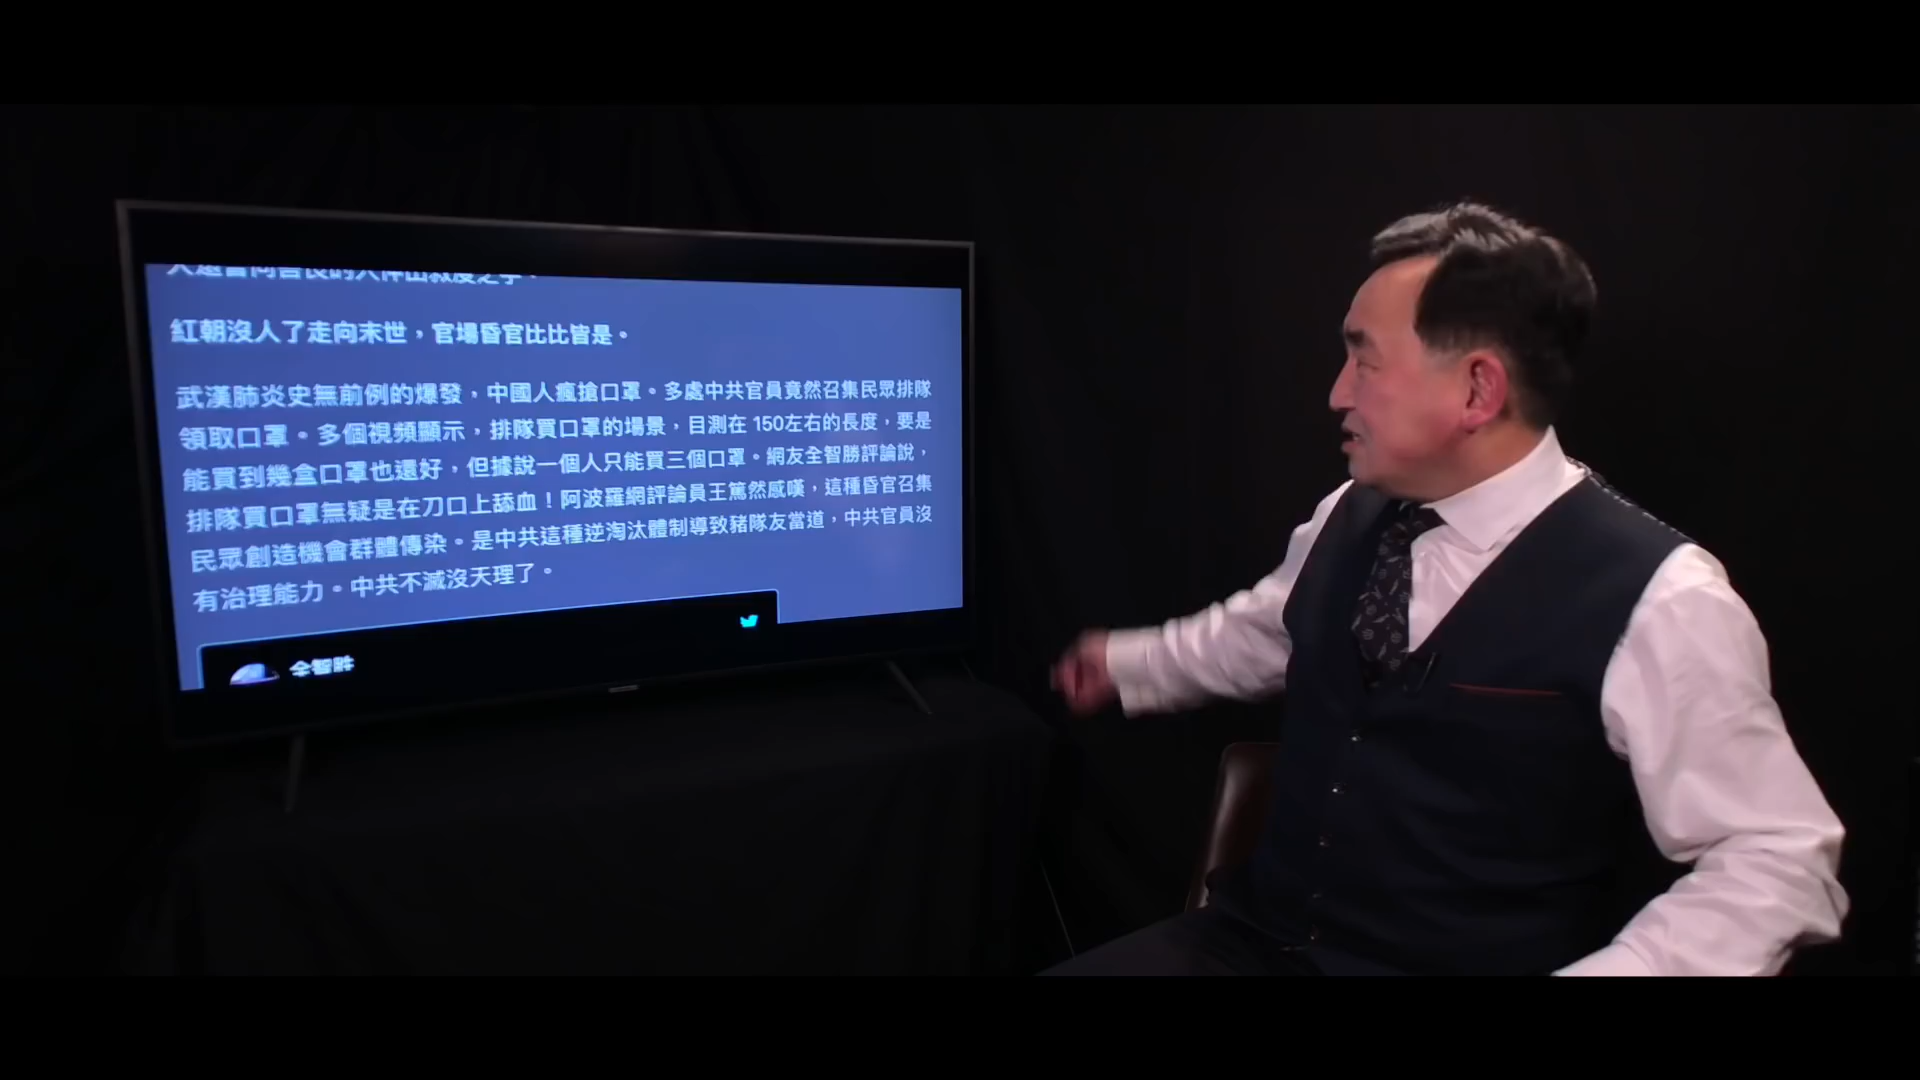 紅朝沒人了走向末世，官場昏官比比皆是。
武漢肺炎史無前例的爆發，中國人瘋搶口罩。多處中共官員竟然召集民眾排隊
領取口罩。多個視頻顯示，排隊買口罩的場景，目測在 150左右的長度，要是
能買到幾盒口罩也還好，但據說一個人只能買三個口罩。網友全智勝評論說，
排隊買口罩無疑是在刀口上舔血！阿波羅網評論員王篤然感嘆，這種昏官召集
民眾創造機會群體傳染。是中共這種逆淘汰體制導致豬隊友當道，中共官員沒
有治理能力。中共不滅沒天理了。